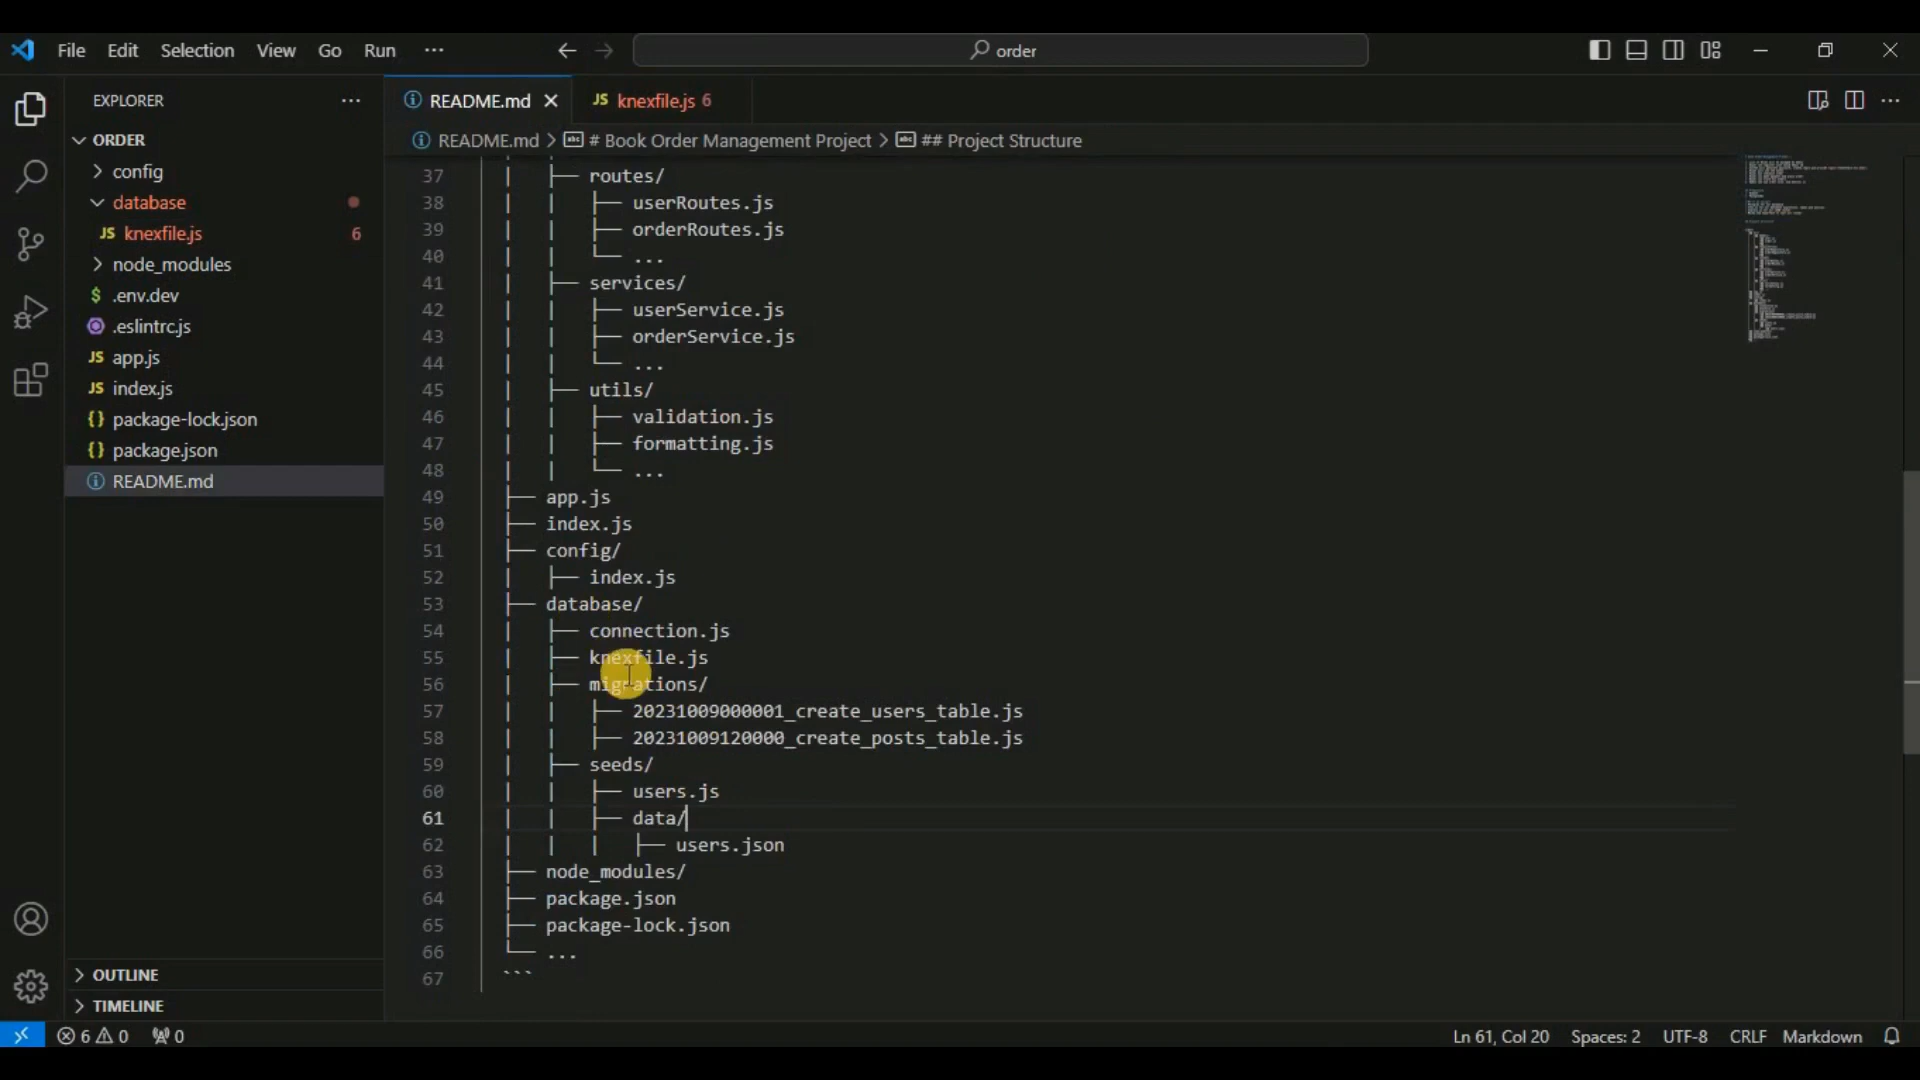 File Edit Selection View Go Run ··· order
EXPLORER ···
ORDER
config
database
JS knexfile.js 6
node_modules
$ .env.dev
.eslintrc.js
JS app.js
JS index.js
{} package-lock.json
{} package.json
README.md
OUTLINE
TIMELINE
README.md JS knexfile.js 6
README.md > # Book Order Management Project > ## Project Structure
37 │ ├── routes/
38 │ │ ├── userRoutes.js
39 │ │ ├── orderRoutes.js
40 │ │ └── ...
41 │ ├── services/
42 │ │ ├── userService.js
43 │ │ ├── orderService.js
44 │ │ └── ...
45 │ ├── utils/
46 │ │ ├── validation.js
47 │ │ ├── formatting.js
48 │ │ └── ...
49 ├── app.js
50 ├── index.js
51 ├── config/
52 │ ├── index.js
53 ├── database/
54 │ ├── connection.js
55 │ ├── knexfile.js
56 │ ├── migrations/
57 │ │ ├── 20231009000001_create_users_table.js
58 │ │ ├── 20231009120000_create_posts_table.js
59 │ ├── seeds/
60 │ │ ├── users.js
61 │ │ ├── data/
62 │ │ │ ├── users.json
63 ├── node_modules/
64 ├── package.json
65 ├── package-lock.json
66 └── ...
67 ```
6 0 0 Ln 61, Col 20 Spaces: 2 UTF-8 CRLF Markdown